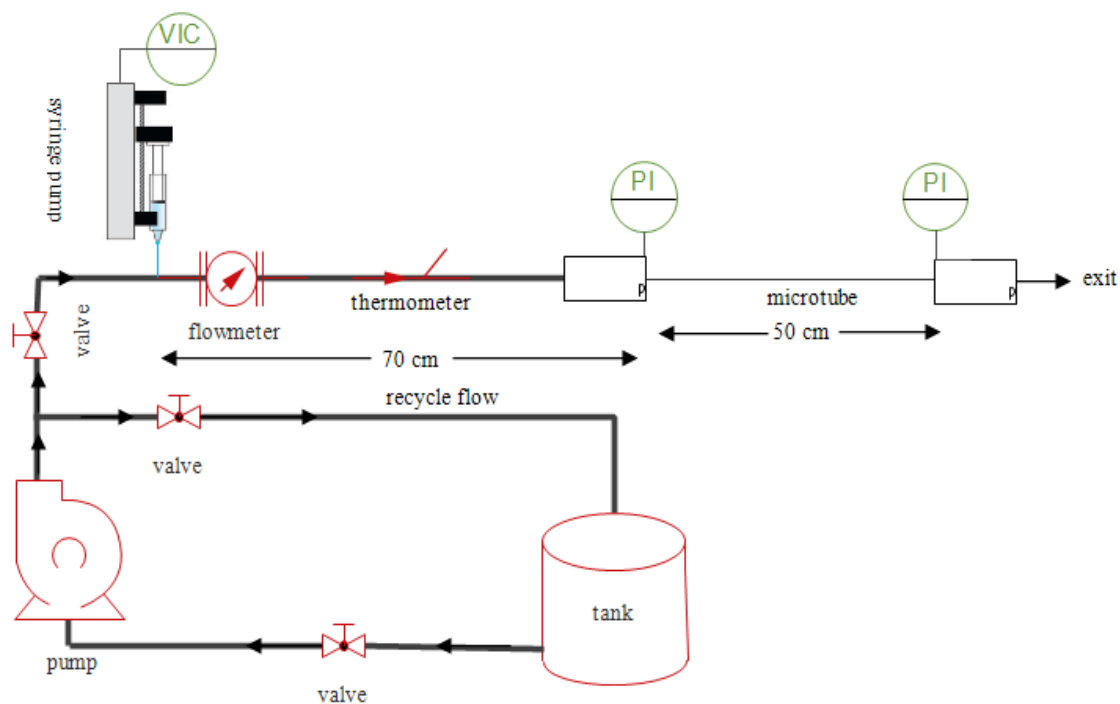 VIC
syringe pump
PI
PI
p
p
exit
thermometer
microtube
valve
flowmeter
50 cm
70 cm
recycle flow
valve
tank
pump
valve